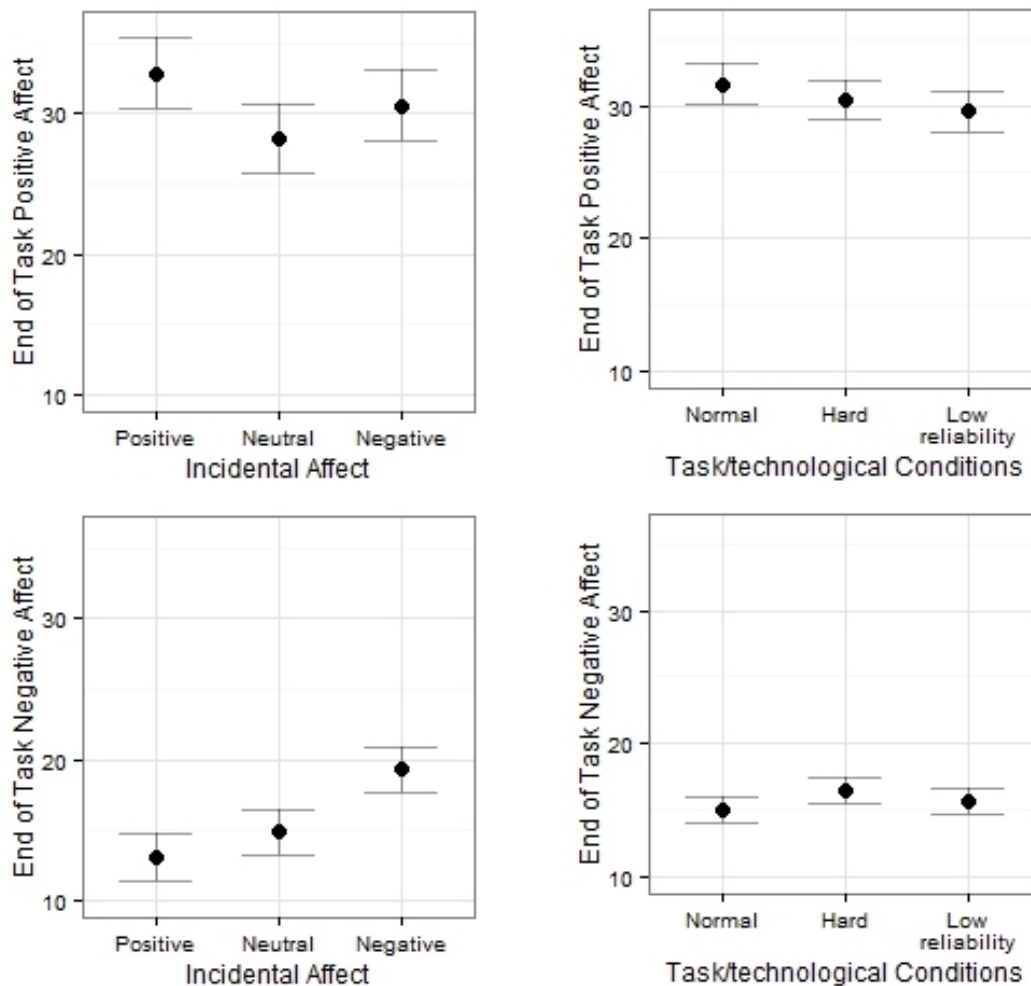 End of Task Positive Affect
30
20
10
Positive
Neutral
Negative
Incidental Affect
End of Task Positive Affect
30
20
10
Normal
Hard
Low
reliability
Task/technological Conditions
End of Task Negative Affect
30
20
10
Positive
Neutral
Negative
Incidental Affect
End of Task Negative Affect
30
20
10
Normal
Hard
Low
reliability
Task/technological Conditions